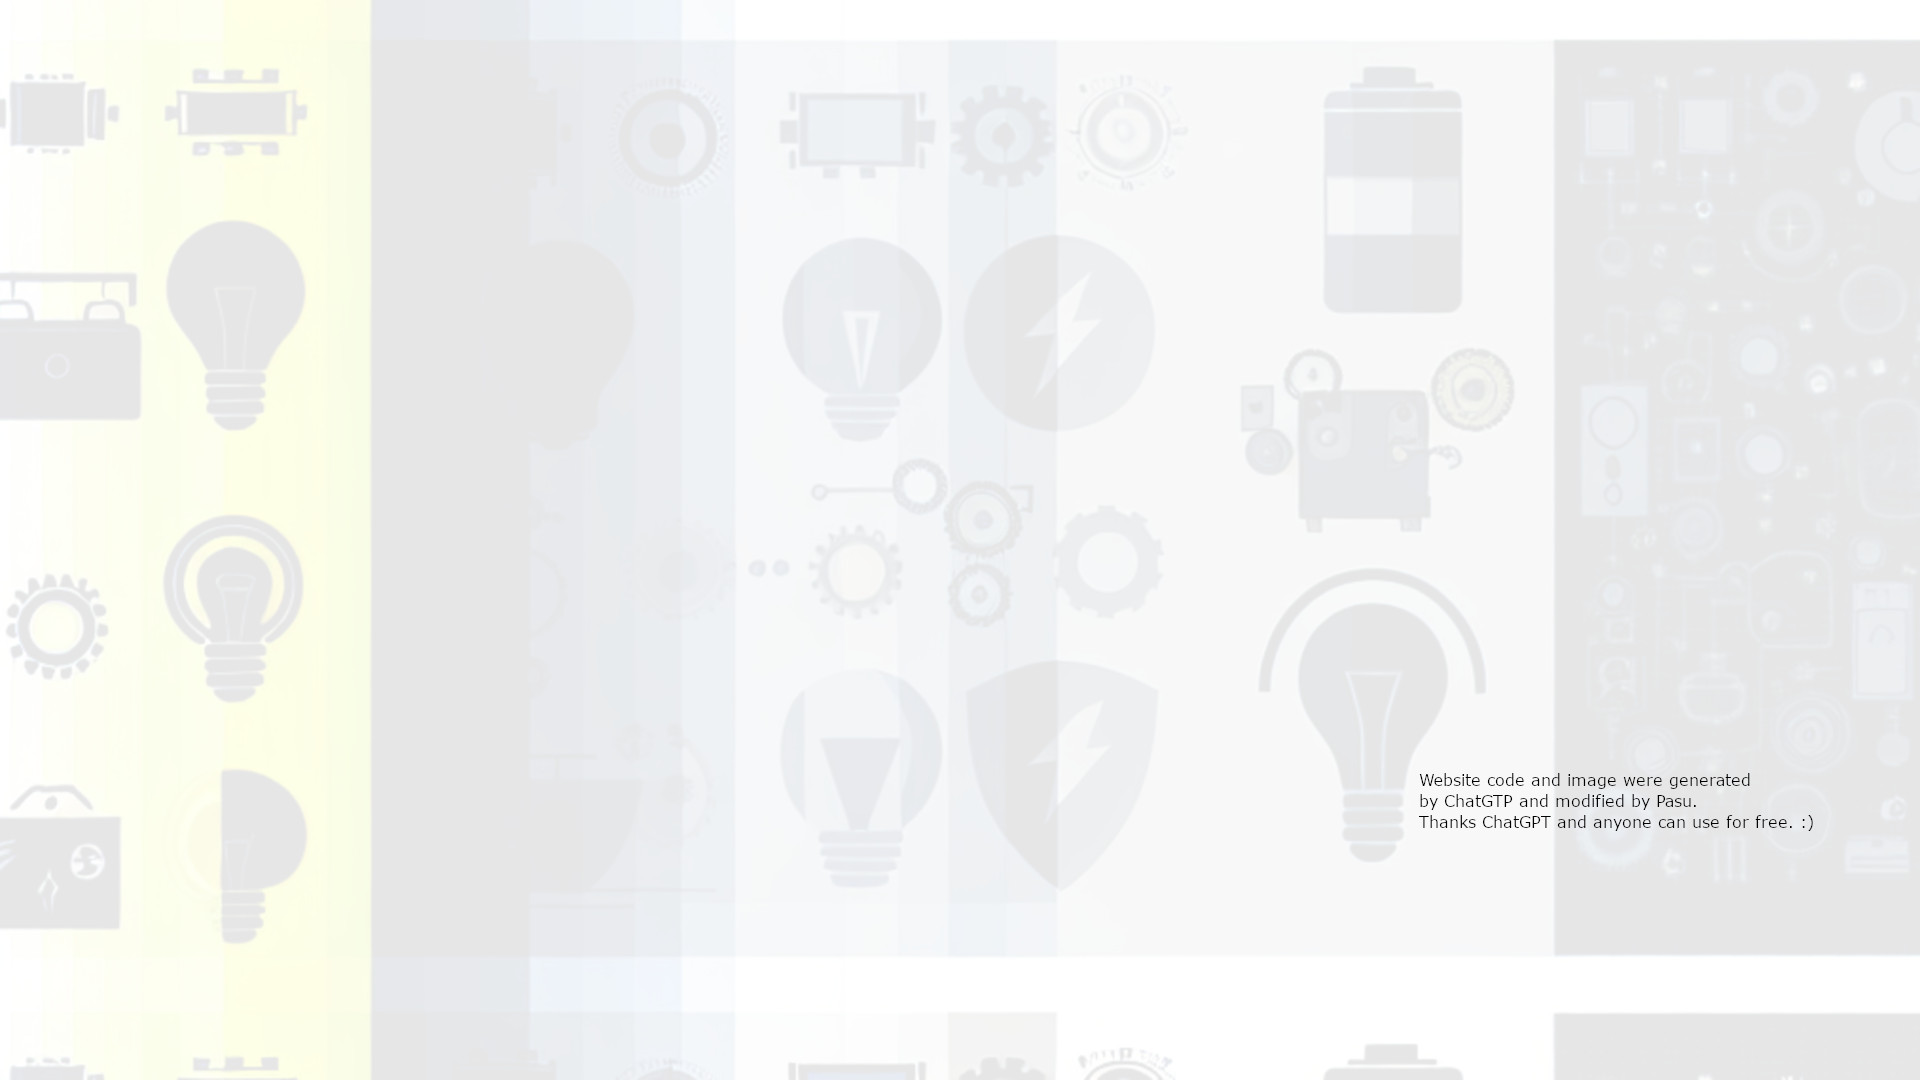 Website code and image were generated
by ChatGTP and modified by Pasu.
Thanks ChatGPT and anyone can use for free. :)